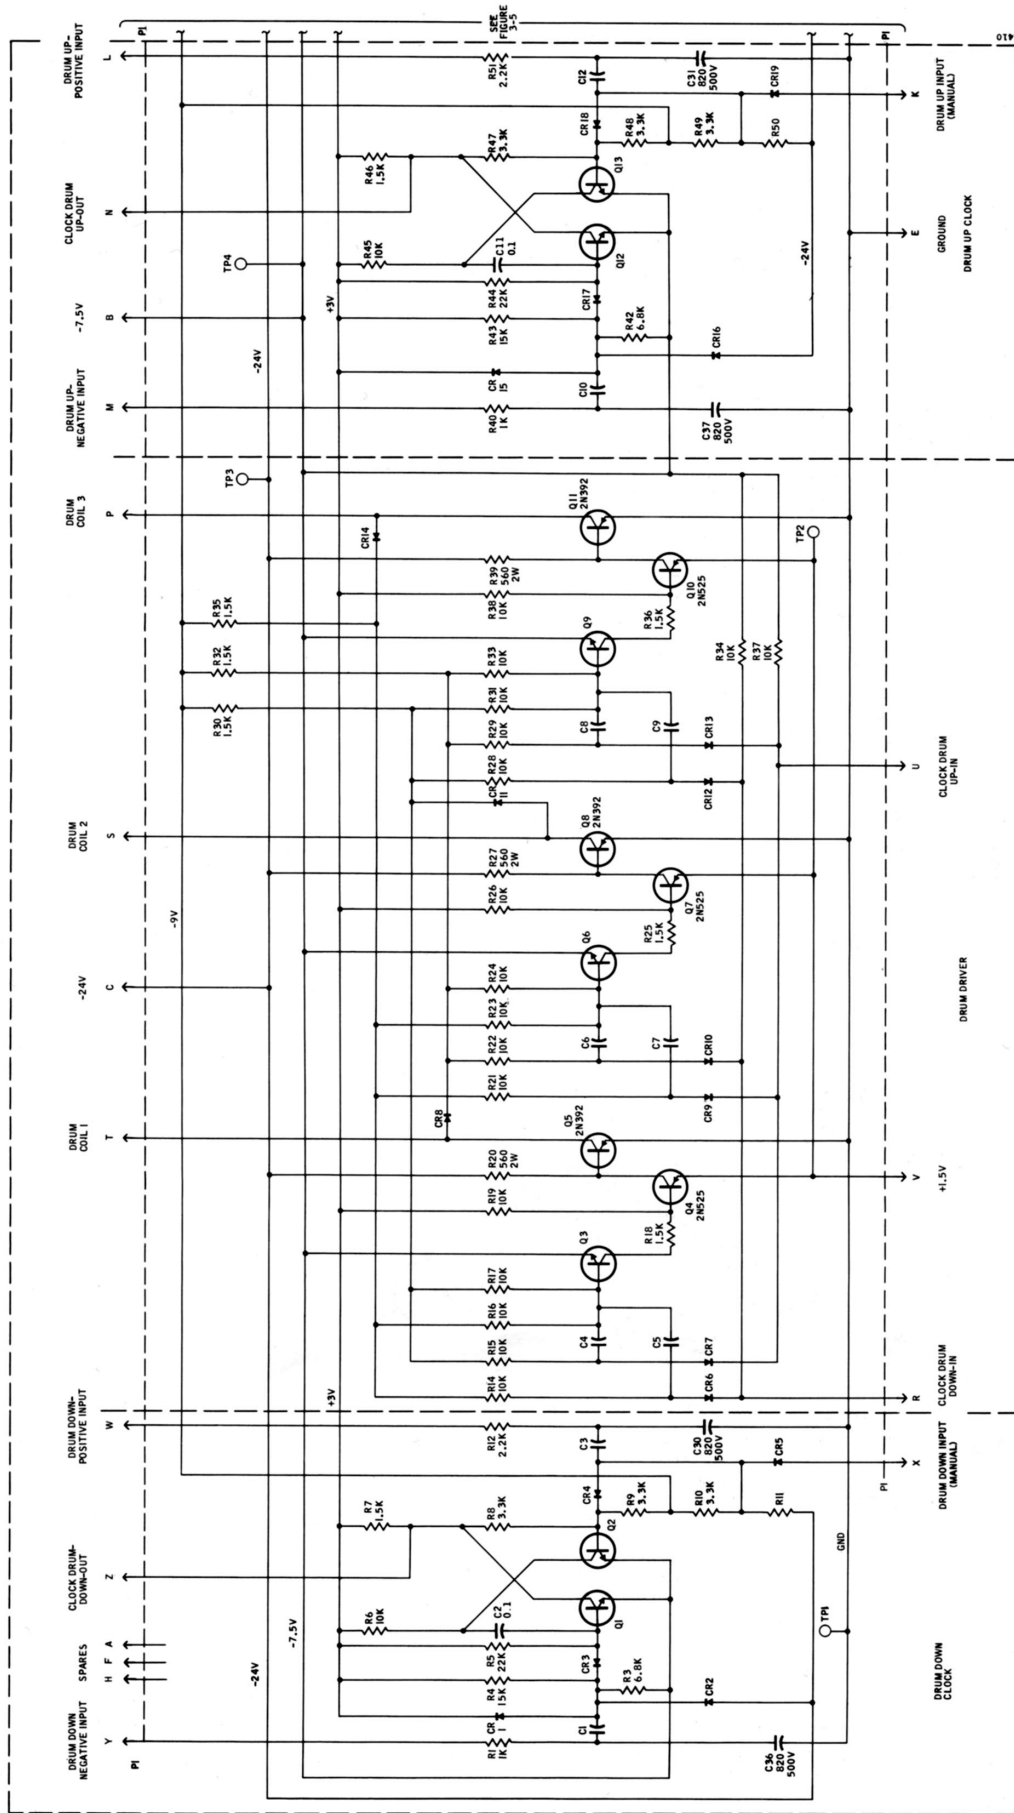 SEE
FIGURE
3-5
410
DRUM DOWN
NEGATIVE INPUT
Y
SPARES
H
F
A
CLOCK DRUM-
DOWN-OUT
Z
DRUM DOWN-
POSITIVE INPUT
W
DRUM
COIL 1
T
-24V
C
DRUM
COIL 2
S
DRUM
COIL 3
P
DRUM UP-
NEGATIVE INPUT
M
-7.5V
B
CLOCK DRUM
UP-OUT
N
DRUM UP-
POSITIVE INPUT
L
P1
P1
-9V
-24V
-7.5V
+3V
TP3
-24V
TP4
+3V
R7
1.5K
R6
10K
R30
1.5K
R32
1.5K
R35
1.5K
CR14
R45
10K
R46
1.5K
R1
1K
CR
1
R4
15K
R5
22K
C2
0.1
R8
3.3K
R12
2.2K
R14
10K
R15
10K
R16
10K
R17
10K
R19
10K
R20
560
2W
CR8
R21
10K
R22
10K
R23
10K
R24
10K
R26
10K
R27
560
2W
CR
11
R28
10K
R29
10K
R31
10K
R33
10K
R38
10K
R39
560
2W
R40
1K
CR
15
R43
15K
R44
22K
C11
0.1
R47
3.3K
R51
2.2K
C1
CR3
Q1
Q2
CR4
C3
C4
Q3
Q5
2N392
C6
Q6
Q8
2N392
C8
Q9
Q11
2N392
C10
CR17
Q12
Q13
CR18
C12
R3
6.8K
R9
3.3K
C5
R18
1.5K
Q4
2N525
C7
R25
1.5K
Q7
2N525
C9
R36
1.5K
Q10
2N525
R42
6.8K
R48
3.3K
C36
820
500V
CR2
R10
3.3K
C30
820
500V
CR6
CR7
CR9
CR10
CR12
CR13
R34
10K
R37
10K
C37
820
500V
CR16
R49
3.3K
C31
820
500V
R11
CR5
R50
CR19
TP1
GND
TP2
-24V
P1
P1
X
R
V
U
E
K
DRUM DOWN INPUT
(MANUAL)
CLOCK DRUM
DOWN-IN
+1.5V
CLOCK DRUM
UP-IN
GROUND
DRUM UP INPUT
(MANUAL)
DRUM DOWN
CLOCK
DRUM DRIVER
DRUM UP CLOCK